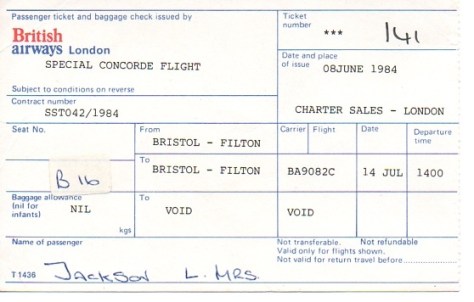 Passenger ticket and baggage check issued by
British
airways London
SPECIAL CONCORDE FLIGHT
Subject to conditions on reverse
Contract number
SST042/1984
Ticket
number
*** 141
Date and place
of issue 08JUNE 1984
CHARTER SALES - LONDON
Seat No. From Carrier Flight Date Departure
time
BRISTOL - FILTON
To
B 16 BRISTOL - FILTON BA9082C 14 JUL 1400
Baggage allowance
(nil for
infants) NIL To
VOID VOID
kgs
Name of passenger
Not transferable. Not refundable
Valid only for flights shown.
Not valid for return travel before
T1436 JACKSON L. MRS.